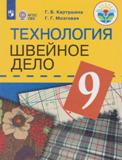 Г. Б. Картушина
Г. Г. Мозговая
ТЕХНОЛОГИЯ
ШВЕЙНОЕ
ДЕЛО
9